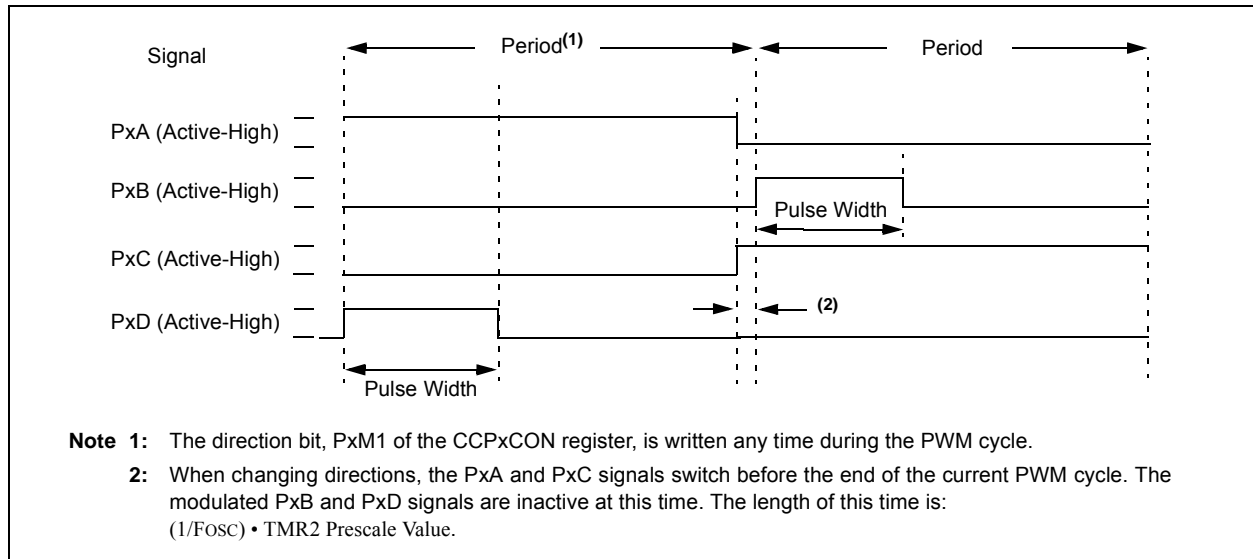 Signal
Period(1)
Period
PxA (Active-High)
PxB (Active-High)
Pulse Width
PxC (Active-High)
(2)
PxD (Active-High)
Pulse Width
Note 1: The direction bit, PxM1 of the CCPxCON register, is written any time during the PWM cycle.
2: When changing directions, the PxA and PxC signals switch before the end of the current PWM cycle. The
modulated PxB and PxD signals are inactive at this time. The length of this time is:
(1/FOSC) • TMR2 Prescale Value.